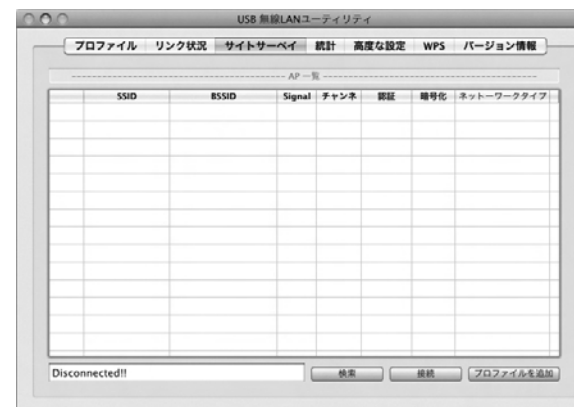 USB 無線LANユーティリティ
プロファイル リンク状況 サイトサーベイ 統計 高度な設定 WPS バージョン情報
AP 一覧
SSID BSSID Signal チャンネ 認証 暗号化 ネットーワークタイプ
Disconnected!! 検索 接続 プロファイルを追加